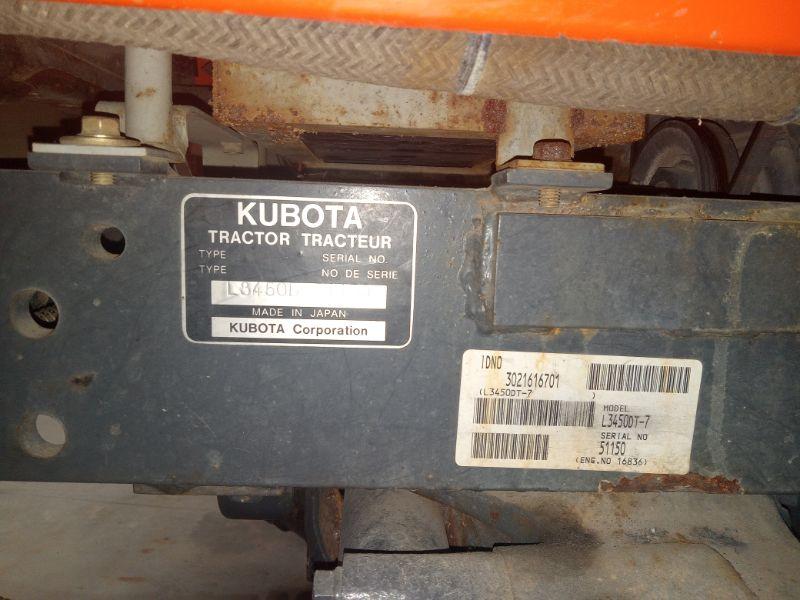 KUBOTA
TRACTOR TRACTEUR
TYPE SERIAL NO.
TYPE NO DE SERIE
MADE IN JAPAN
KUBOTA Corporation
IDNO
3021616701
(L3450DT-7 )
MODEL
L3450DT-7
SERIAL NO
51150
(ENG.NO 16836)